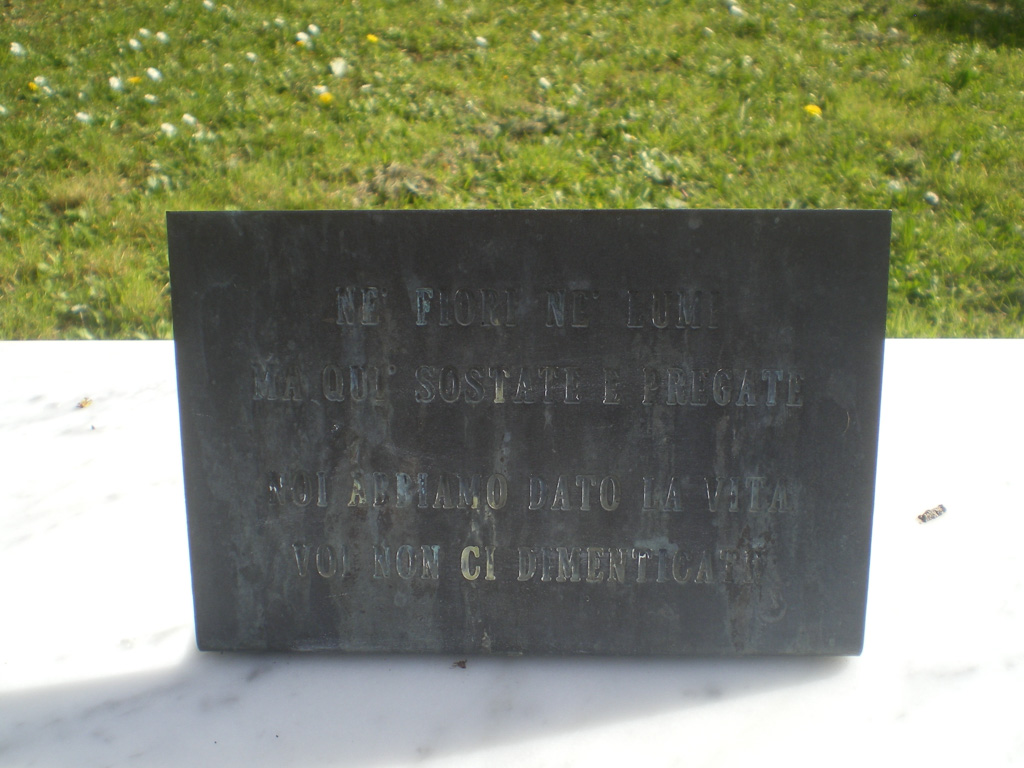 NE' FIORI NE' LUMI
MA QUI' SOSTATE E PREGATE
NOI ABBIAMO DATO LA VITA
VOI NON CI DIMENTICATE